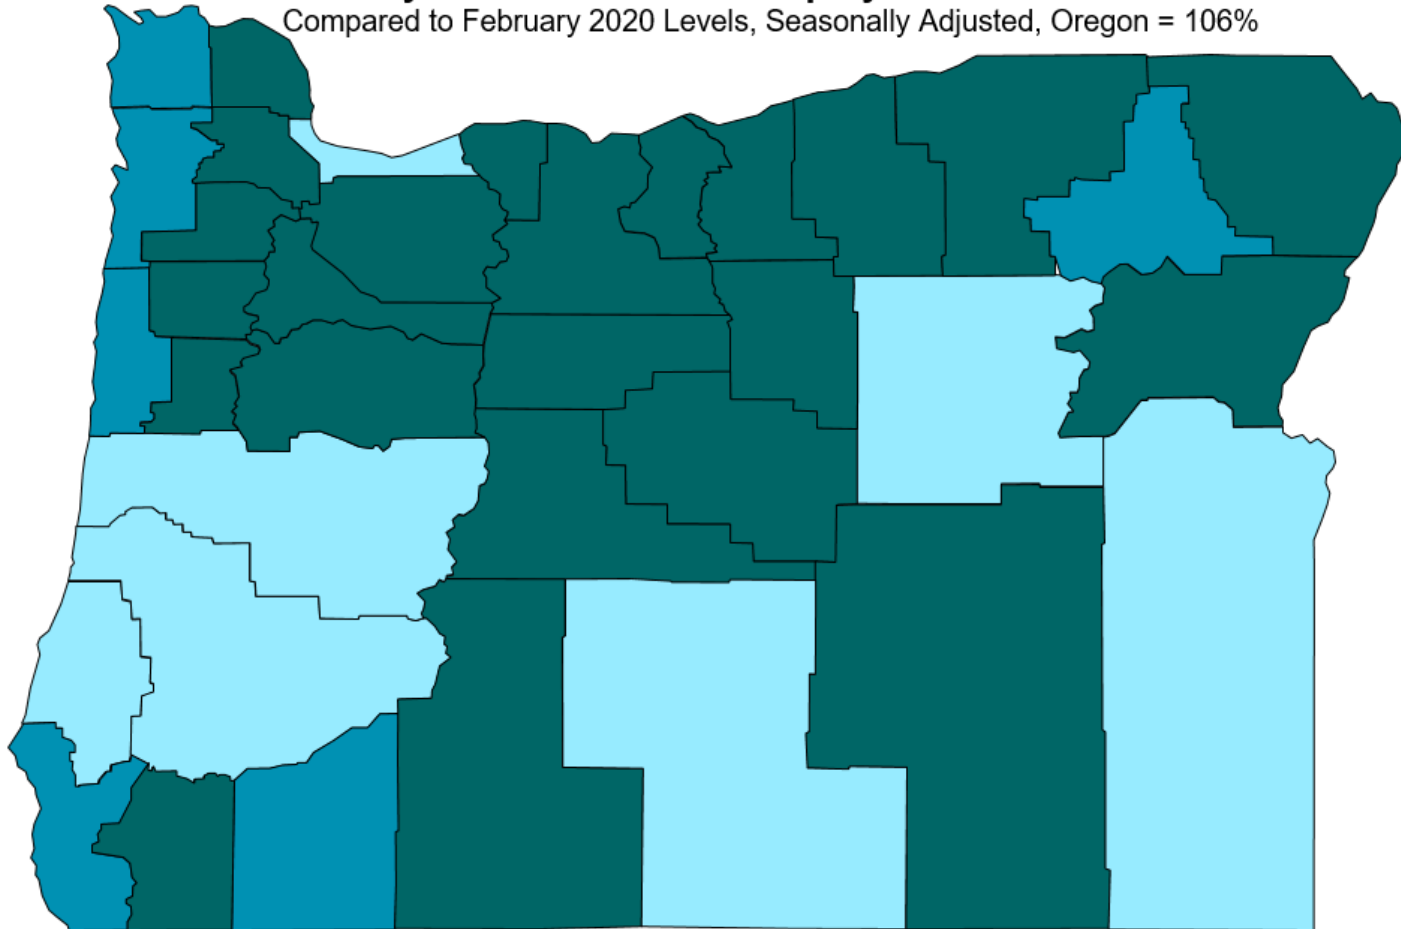 Compared to February 2020 Levels, Seasonally Adjusted, Oregon = 106%